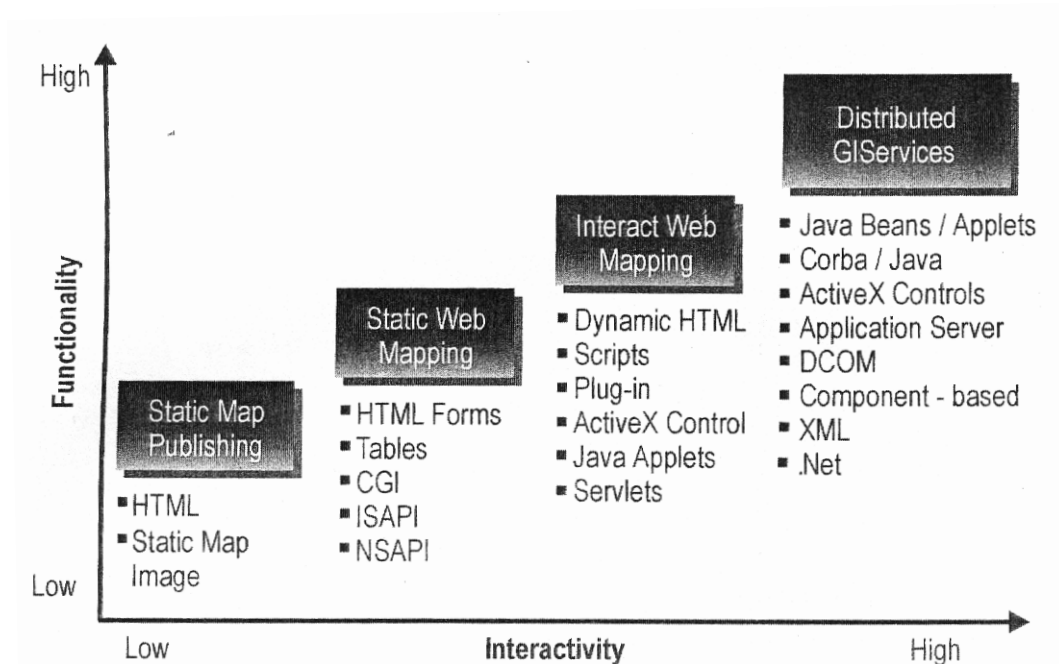 High
Functionality
Low
Low
Interactivity
High
Static Map
Publishing
▪ HTML
▪ Static Map
Image
Static Web
Mapping
▪ HTML Forms
▪ Tables
▪ CGI
▪ ISAPI
▪ NSAPI
Interact Web
Mapping
▪ Dynamic HTML
▪ Scripts
▪ Plug-in
▪ ActiveX Control
▪ Java Applets
▪ Servlets
Distributed
GIServices
▪ Java Beans / Applets
▪ Corba / Java
▪ ActiveX Controls
▪ Application Server
▪ DCOM
▪ Component - based
▪ XML
▪ .Net